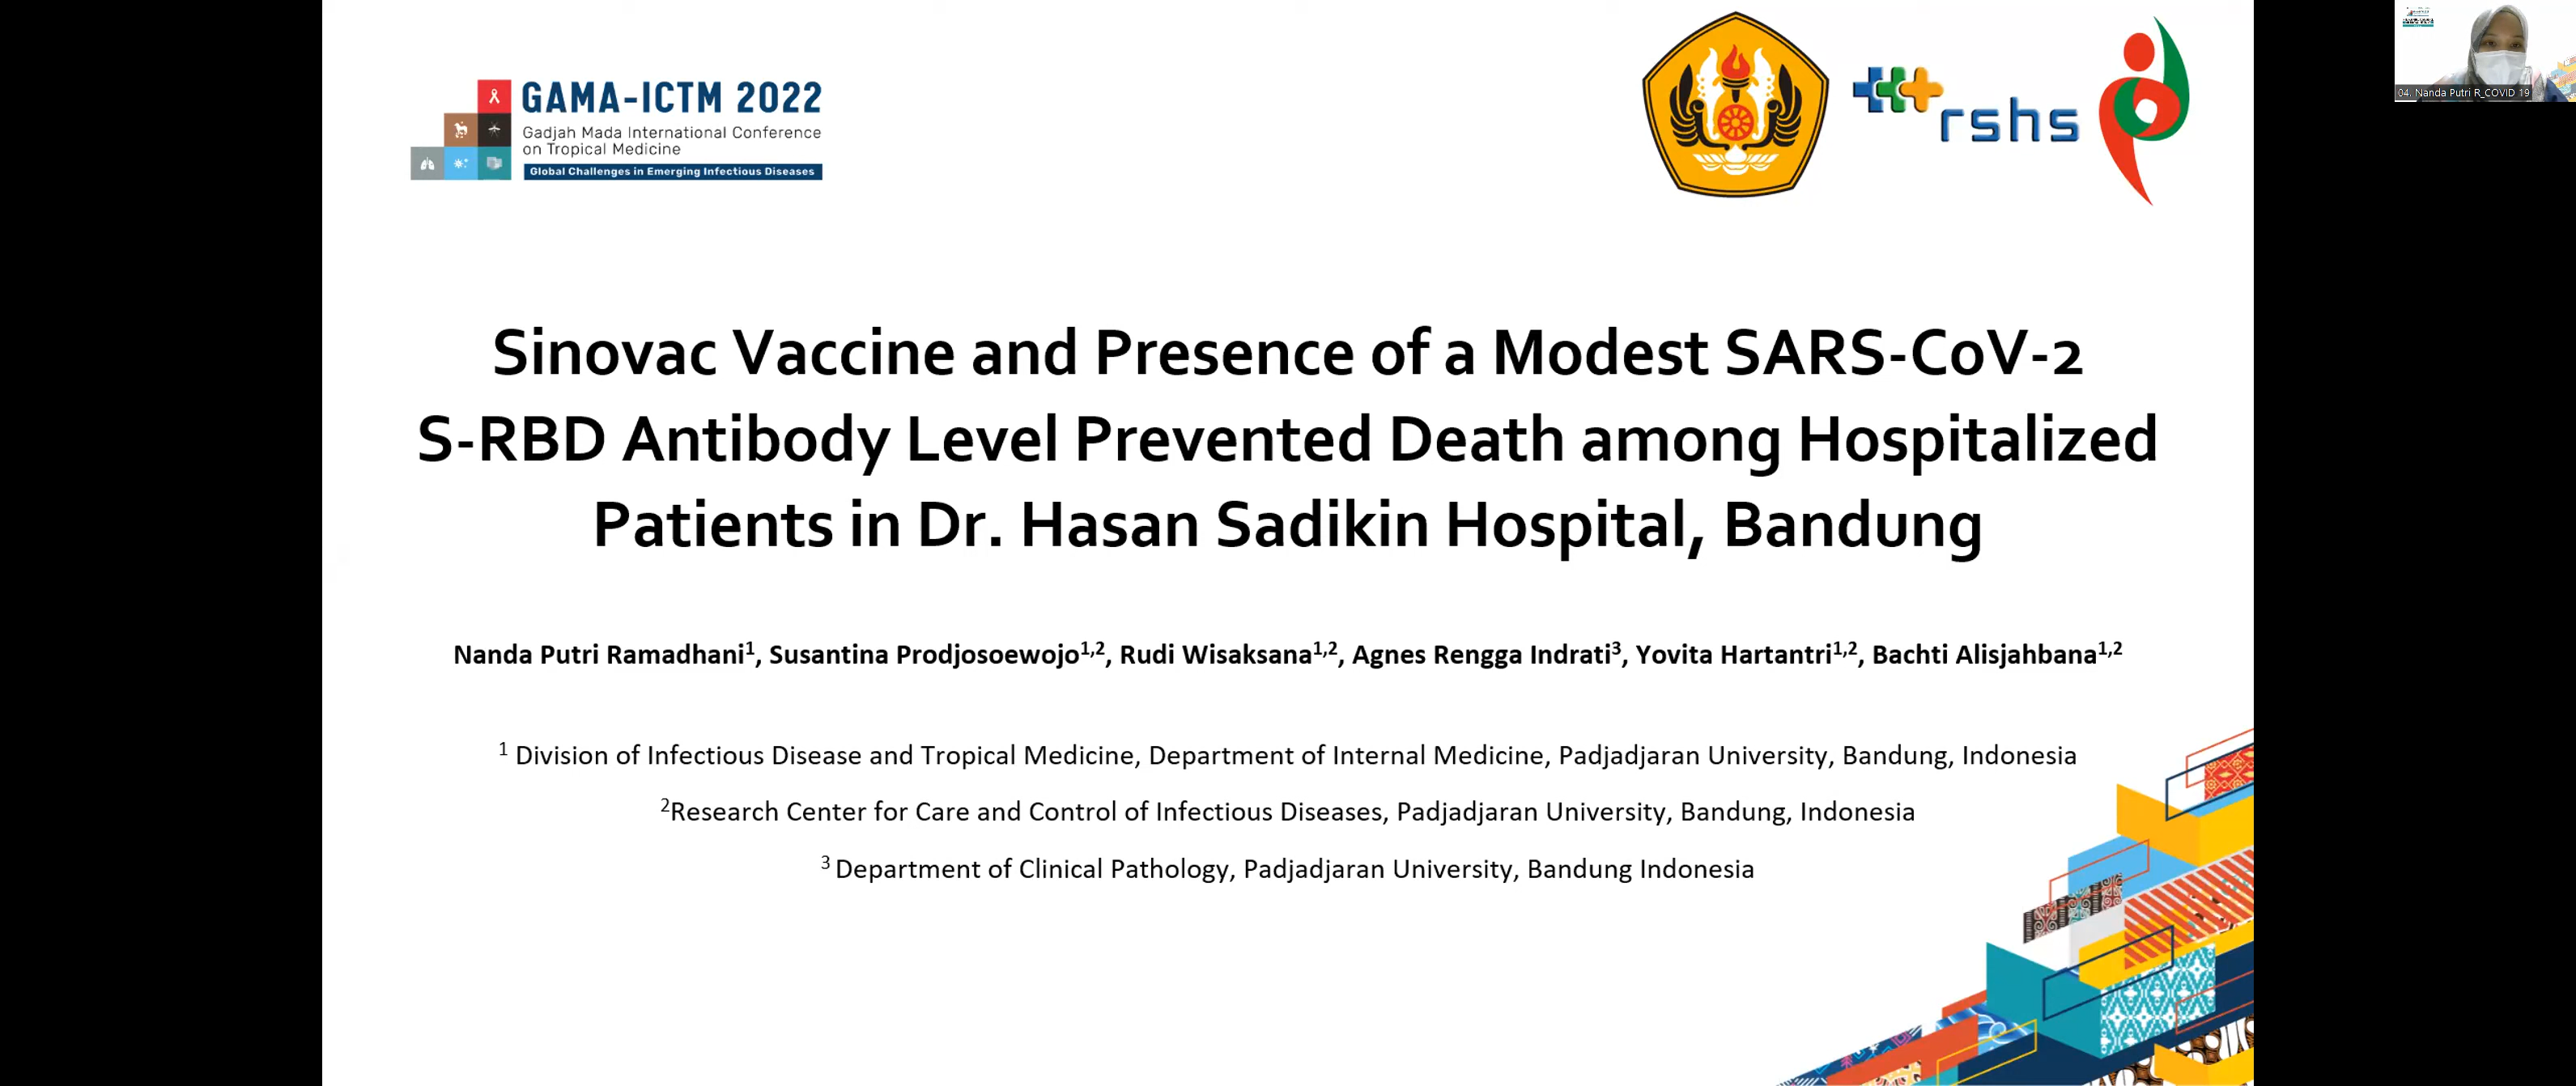 GAMA-ICTM 2022
Gadjah Mada International Conference
on Tropical Medicine
Global Challenges in Emerging Infectious Diseases
rshs
04. Nanda Putri R_COVID 19
Sinovac Vaccine and Presence of a Modest SARS-CoV-2
S-RBD Antibody Level Prevented Death among Hospitalized
Patients in Dr. Hasan Sadikin Hospital, Bandung
Nanda Putri Ramadhani1, Susantina Prodjosoewojo1,2, Rudi Wisaksana1,2, Agnes Rengga Indrati3, Yovita Hartantri1,2, Bachti Alisjahbana1,2
1 Division of Infectious Disease and Tropical Medicine, Department of Internal Medicine, Padjadjaran University, Bandung, Indonesia
2Research Center for Care and Control of Infectious Diseases, Padjadjaran University, Bandung, Indonesia
3 Department of Clinical Pathology, Padjadjaran University, Bandung Indonesia